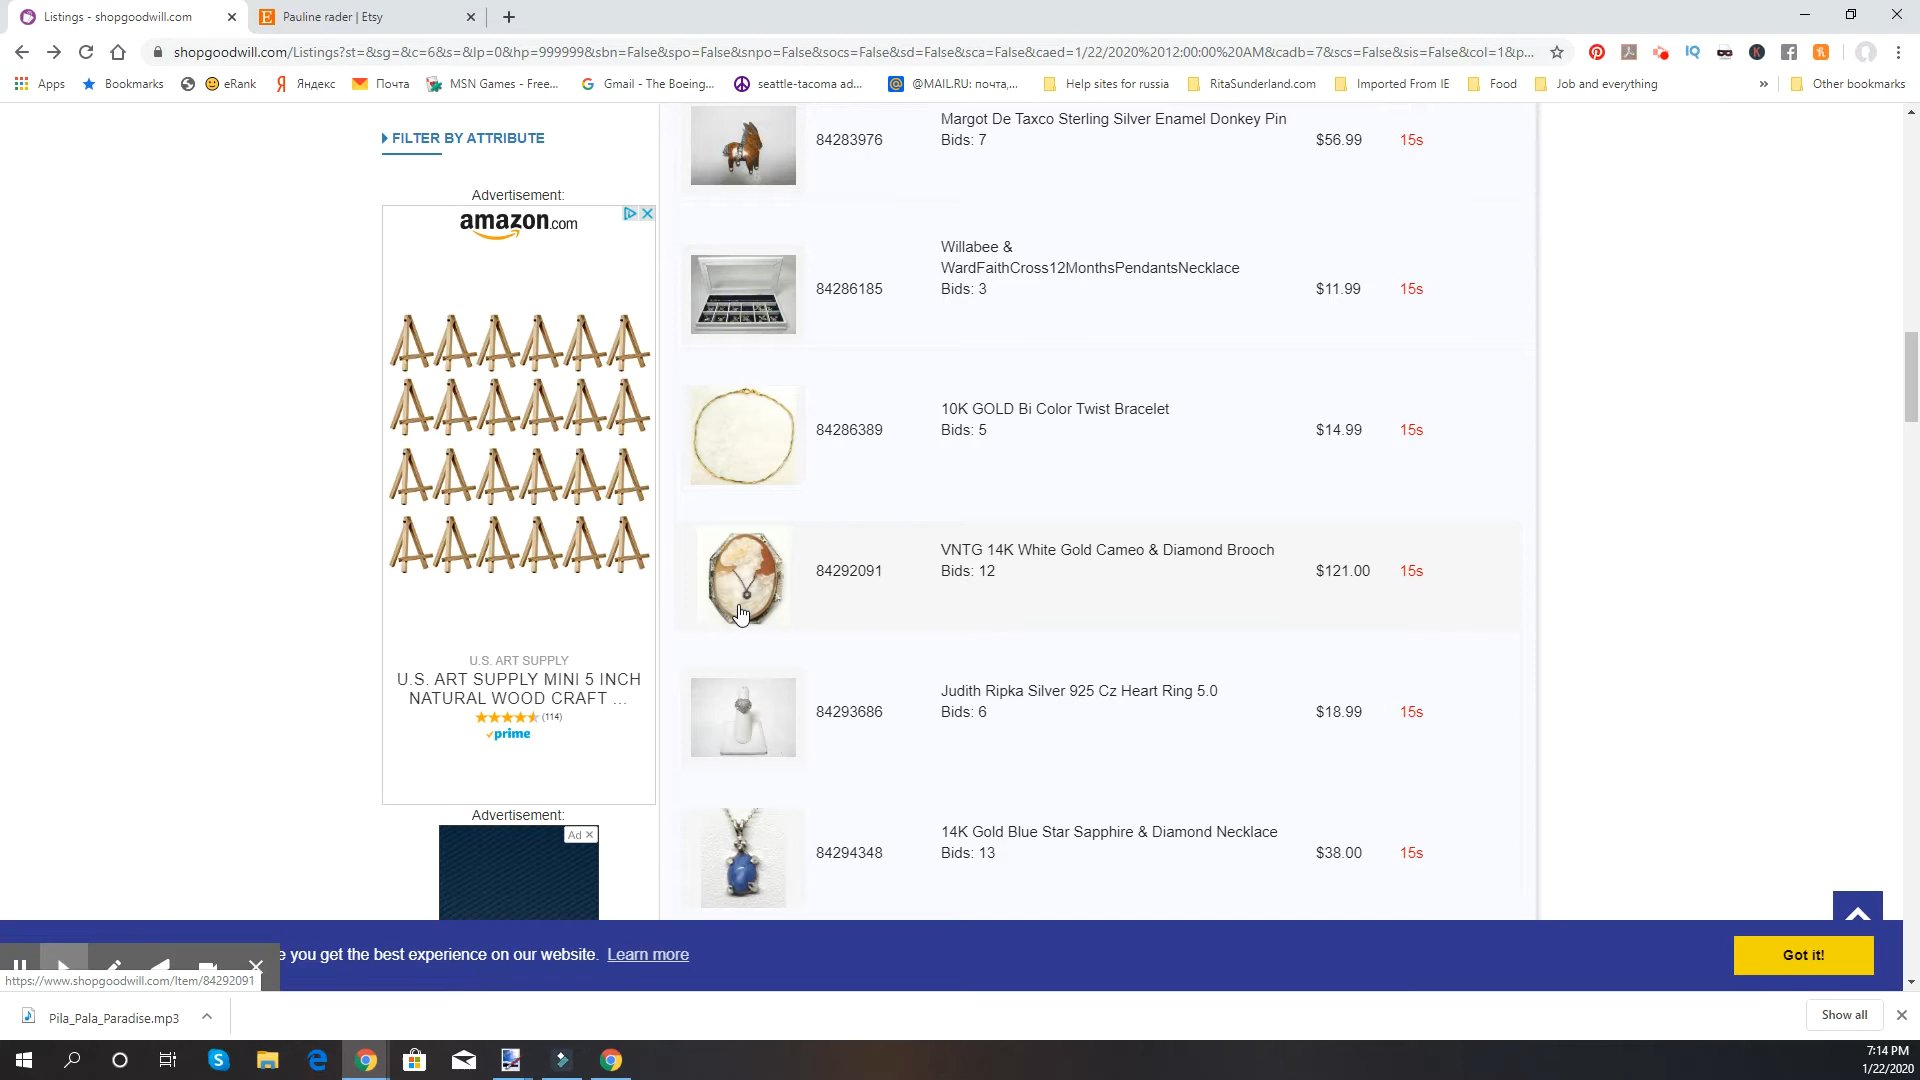 Listings - shopgoodwill.com
Pauline rader | Etsy
shopgoodwill.com/Listings?st=&sg=&c=6&s=&lp=0&hp=999999&sbn=False&spo=False&snpo=False&socs=False&sd=False&sca=False&caed=1/22/2020%2012:00:00%20AM&cadb=7&scs=False&sis=False&col=1&p...
Apps
Bookmarks
eRank
Яндекс
Почта
MSN Games - Free...
Gmail - The Boeing...
seattle-tacoma ad...
@MAIL.RU: почта,...
Help sites for russia
RitaSunderland.com
Imported From IE
Food
Job and everything
»
Other bookmarks
FILTER BY ATTRIBUTE
Advertisement:
amazon.com
U.S. ART SUPPLY
U.S. ART SUPPLY MINI 5 INCH
NATURAL WOOD CRAFT ...
(114)
prime
Advertisement:
Ad
84283976
Margot De Taxco Sterling Silver Enamel Donkey Pin
Bids: 7
$56.99
15s
84286185
Willabee &
WardFaithCross12MonthsPendantsNecklace
Bids: 3
$11.99
15s
84286389
10K GOLD Bi Color Twist Bracelet
Bids: 5
$14.99
15s
84292091
VNTG 14K White Gold Cameo & Diamond Brooch
Bids: 12
$121.00
15s
84293686
Judith Ripka Silver 925 Cz Heart Ring 5.0
Bids: 6
$18.99
15s
84294348
14K Gold Blue Star Sapphire & Diamond Necklace
Bids: 13
$38.00
15s
e you get the best experience on our website. Learn more
Got it!
https://www.shopgoodwill.com/Item/84292091
Pila_Pala_Paradise.mp3
Show all
7:14 PM
1/22/2020